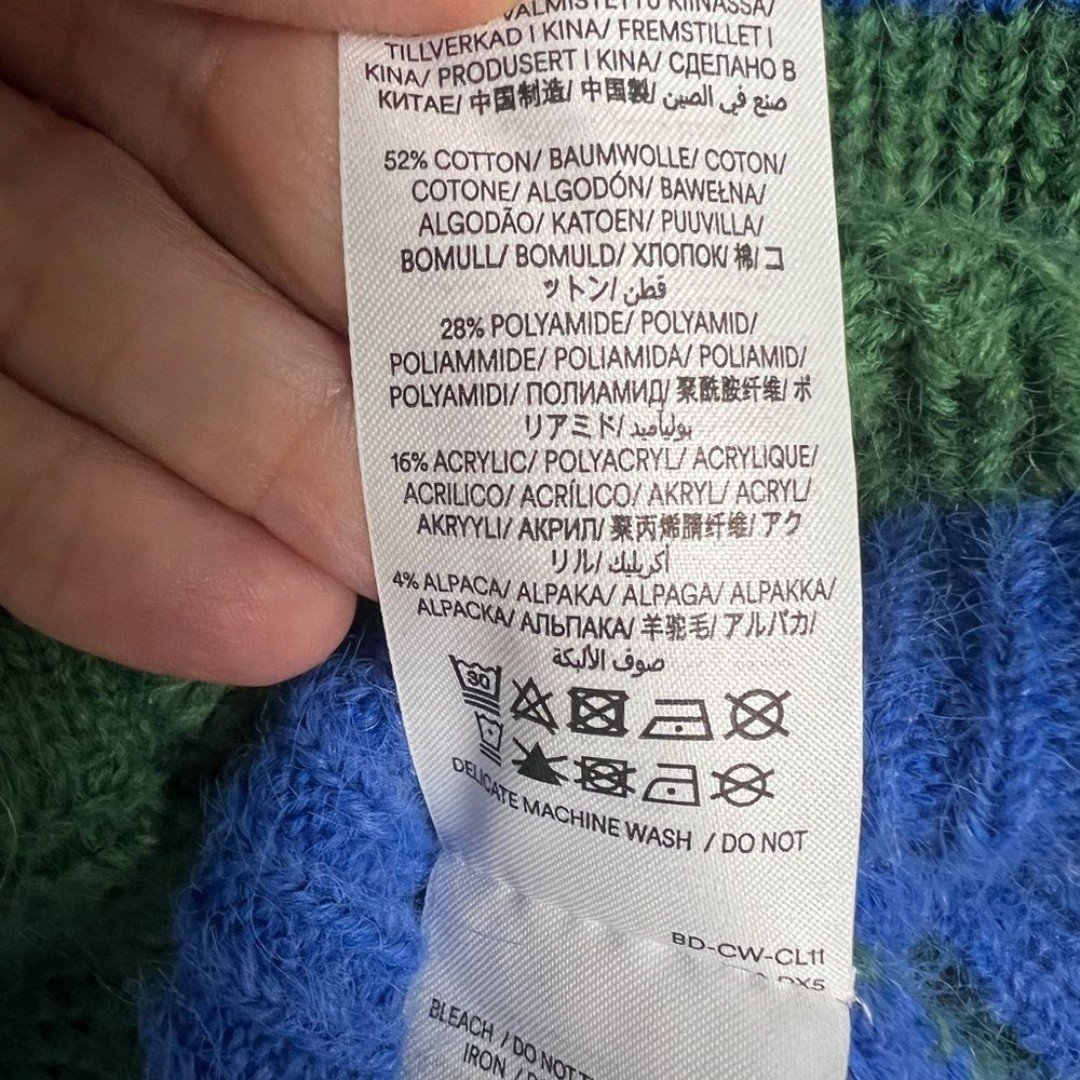 VALMISTETTU KIINASSA/
TILLVERKAD I KINA/ FREMSTILLET I
KINA/ PRODUSERT I KINA/ СДЕЛАНО В
КИТАЕ/ 中国制造/ 中国製/ صنع في الصين
52% COTTON/ BAUMWOLLE/ COTON/
COTONE/ ALGODÓN/ BAWEŁNA/
ALGODÃO/ KATOEN/ PUUVILLA/
BOMULL/ BOMULD/ ХЛОПОК/ 棉/ コ
ットン/ قطن
28% POLYAMIDE/ POLYAMID/
POLIAMMIDE/ POLIAMIDA/ POLIAMID/
POLYAMIDI/ ПОЛИАМИД/ 聚酰胺纤维/ ポ
リアミド/ بولياميد
16% ACRYLIC/ POLYACRYL/ ACRYLIQUE/
ACRILICO/ ACRÍLICO/ AKRYL/ ACRYL/
AKRYYLI/ АКРИЛ/ 聚丙烯腈纤维/ アク
リル/ أكريليك
4% ALPACA/ ALPAKA/ ALPAGA/ ALPAKKA/
ALPACKA/ АЛЬПАКА/ 羊驼毛/ アルパカ/
صوف الألبكة
30
DELICATE MACHINE WASH / DO NOT
BD-CW-CL11
DX5
BLEACH / DO NOT
IRON /